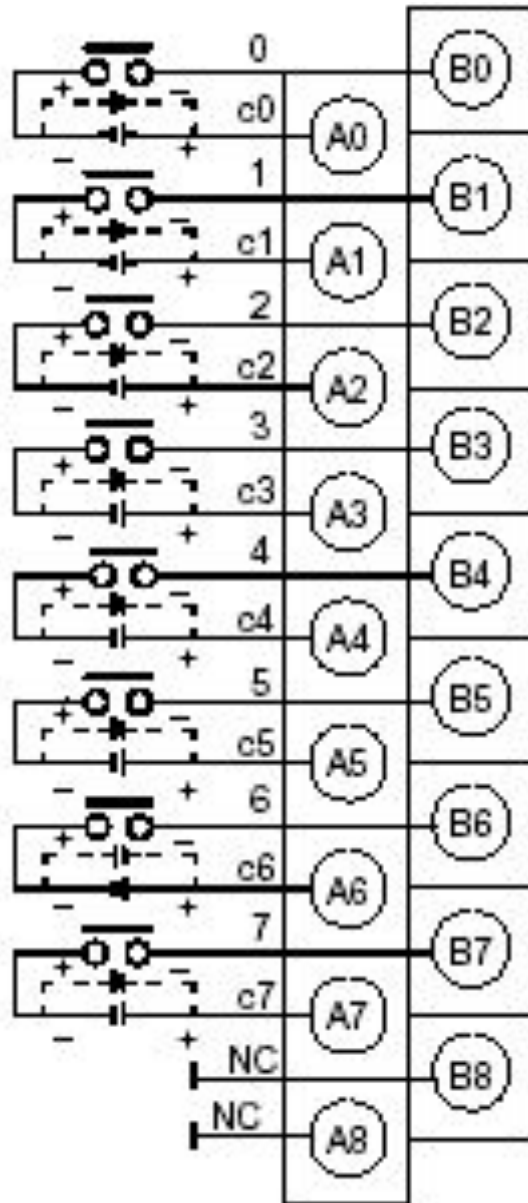 0 B0
+ −
c0 A0
− +
1 B1
+ −
c1 A1
− +
2 B2
+ −
c2 A2
− +
3 B3
+ −
c3 A3
− +
4 B4
+ −
c4 A4
− +
5 B5
+ −
c5 A5
− +
6 B6
+ −
c6 A6
− +
7 B7
+ −
c7 A7
− +
NC B8
NC A8